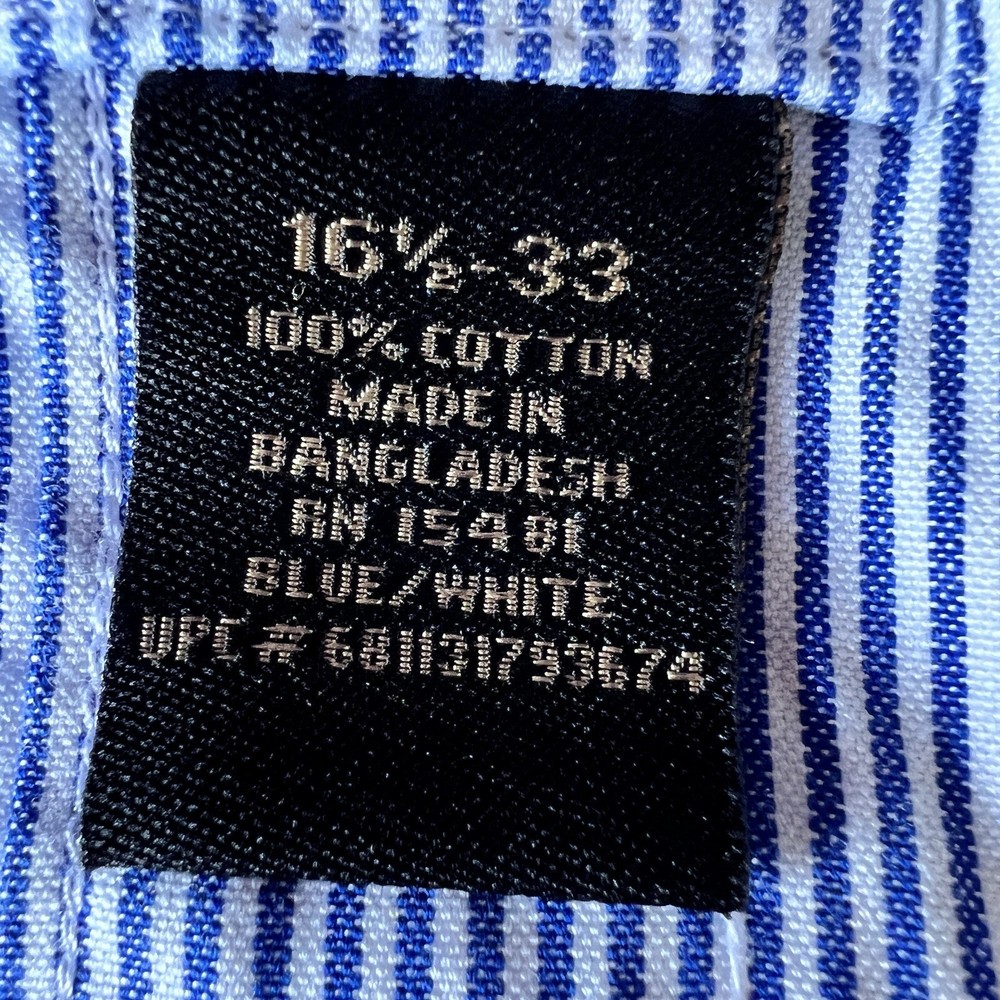 16½-33
100% COTTON
MADE IN
BANGLADESH
RN 15481
BLUE/WHITE
UPC# 681131793674